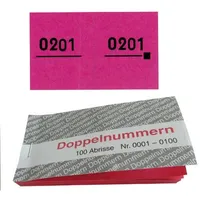 0201 0201
Doppelnummern
100 Abrisse Nr. 0001 – 0100